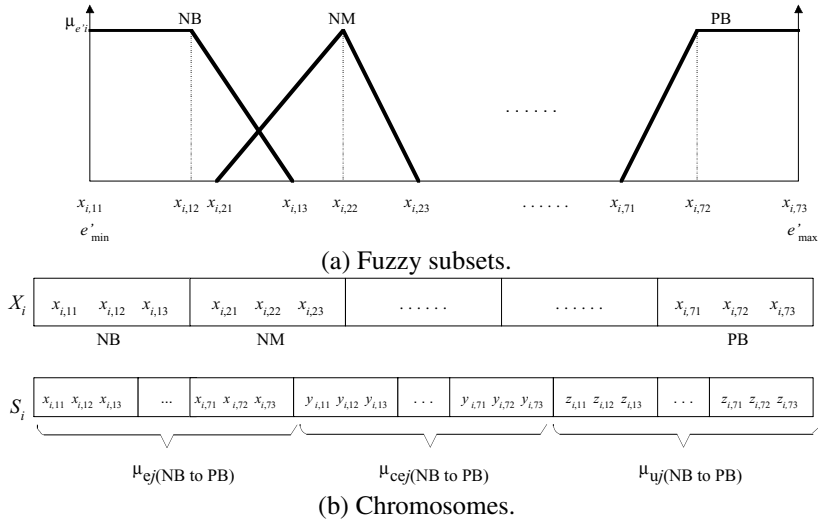 μe'i NB NM PB
. . . . . .
xi,11 xi,12 xi,21 xi,13 xi,22 xi,23 . . . . . . xi,71 xi,72 xi,73
e'min e'max
(a) Fuzzy subsets.
Xi xi,11 xi,12 xi,13 xi,21 xi,22 xi,23 . . . . . . . . . . . . xi,71 xi,72 xi,73
NB NM PB
Si xi,11 xi,12 xi,13 ... xi,71 xi,72 xi,73 yi,11 yi,12 yi,13 . . . yi,71 yi,72 yi,73 zi,11 zi,12 zi,13 . . . zi,71 zi,72 zi,73
μej(NB to PB) μcej(NB to PB) μuj(NB to PB)
(b) Chromosomes.